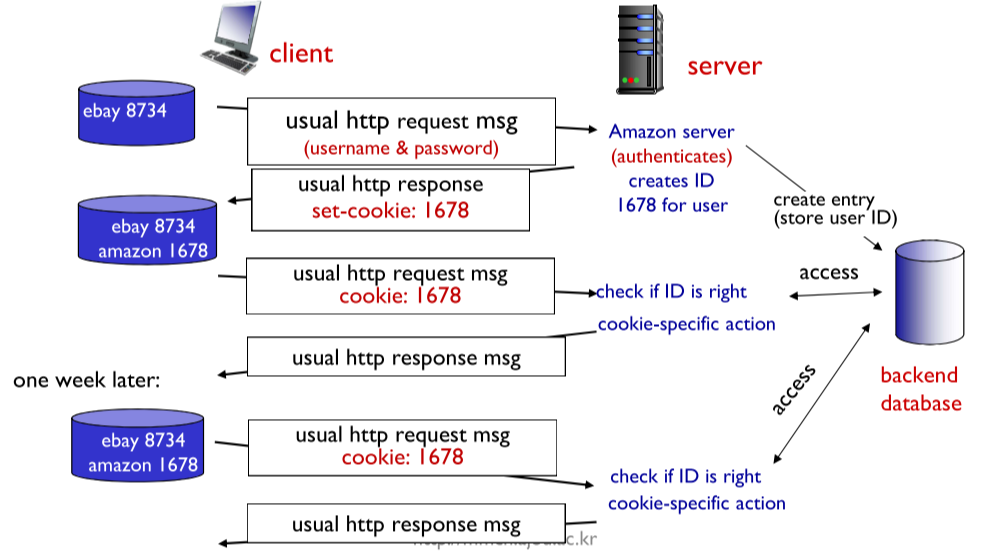 client
server
ebay 8734
usual http request msg
(username & password)
Amazon server
(authenticates)
creates ID
1678 for user
usual http response
set-cookie: 1678
create entry
(store user ID)
ebay 8734
amazon 1678
usual http request msg
cookie: 1678
check if ID is right
access
cookie-specific action
usual http response msg
one week later:
access
backend
database
ebay 8734
amazon 1678
usual http request msg
cookie: 1678
check if ID is right
cookie-specific action
usual http response msg